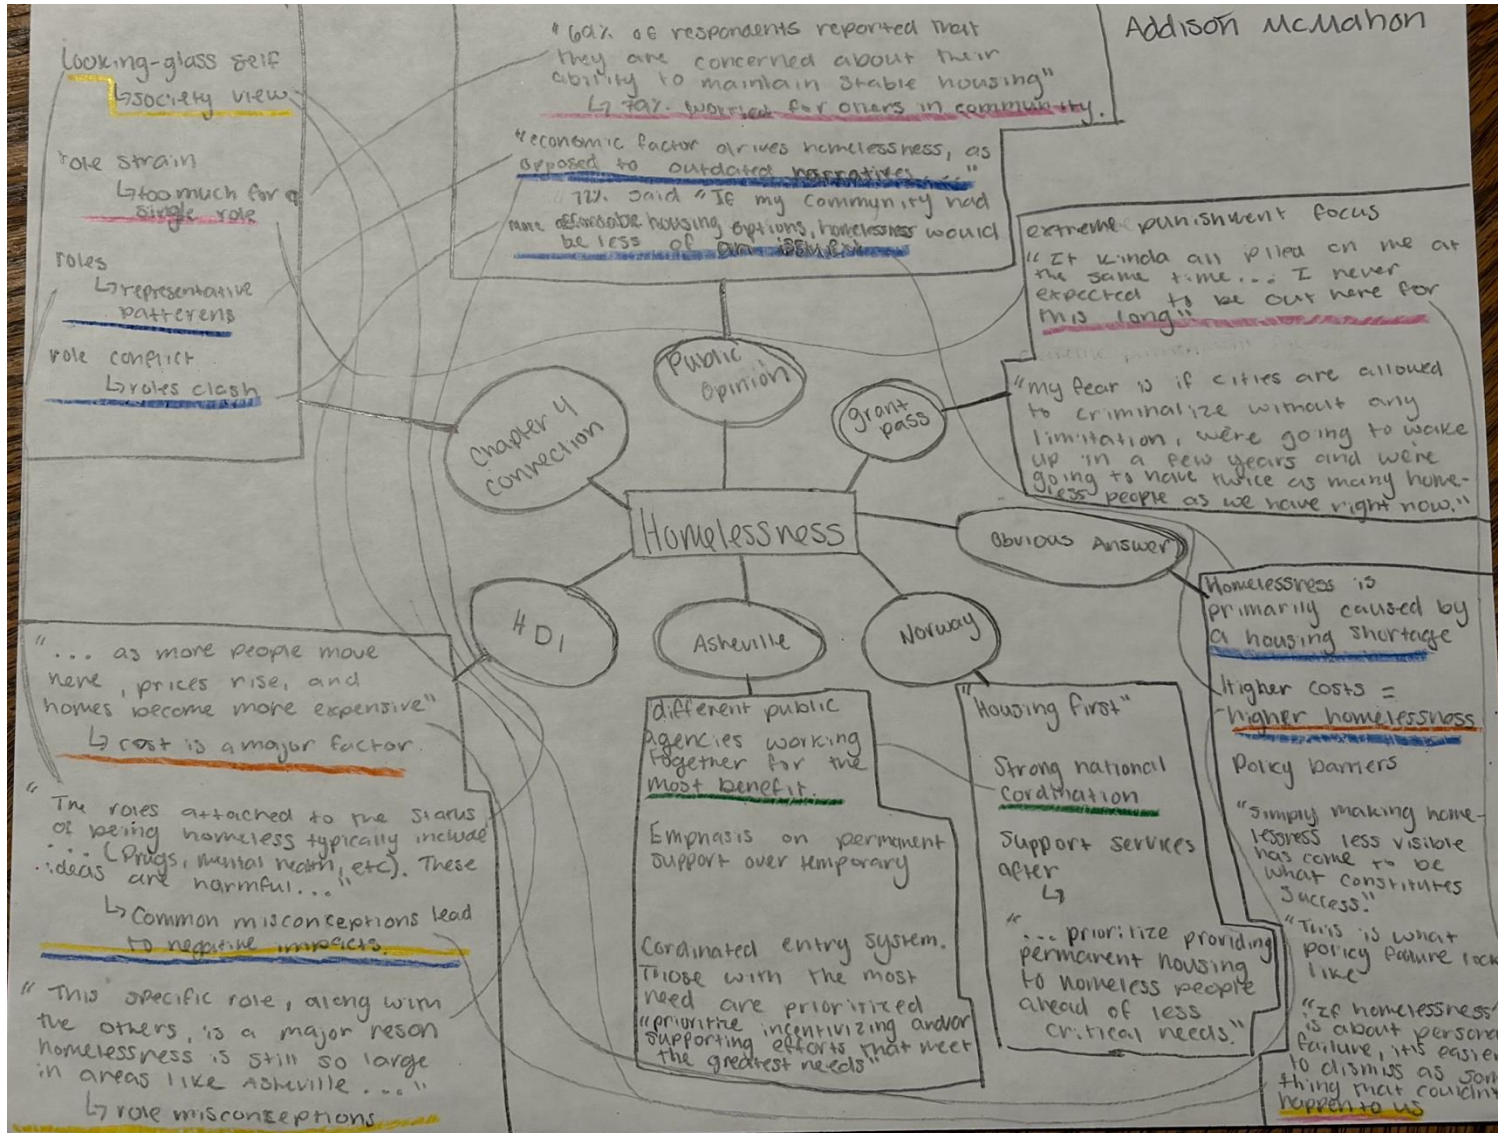 Addison McMahon
looking-glass self
↳society view
role strain
↳too much for a
single role
roles
↳representative
patterens
role conflict
↳roles clash
"69% of respondents reported that
they are concerned about their
ability to maintain stable housing"
↳ 79% worried for oners in community.
"economic factor drives homelessness, as
opposed to outdated narratives...."
72% said "If my community had
more affordable housing options, homelessness would
be less of an issue"
extreme punishment focus
"It kinda all piled on me at
the same time... I never
expected to be out here for
this long"
"my fear is if cities are allowed
to criminalize without any
limitation, we're going to wake
up in a few years and we're
going to have twice as many home-
less people as we have right now."
Chapter 4
connection
Public
Opinion
grant
pass
Homelessness
Obvious Answer
HDI
Asheville
Norway
"... as more people move
here, prices rise, and
homes become more expensive"
↳ cost is a major factor.
"The roles attached to the status
of being homeless typically include
... (Drugs, mental health, etc). These
ideas are harmful..."
↳Common misconceptions lead
to negative impacts.
"This specific role, along with
the others, is a major reson
homelessness is still so large
in areas like Asheville ...."
↳ role misconceptions
different public
agencies working
together for the
most benefit.
Emphasis on permanent
support over temporary
Cordinated entry system.
Those with the most
need are prioritized
"prioritize incentivizing and/or
supporting efforts that meet
the greatest needs"
"Housing first"
Strong national
cordination
Support services
after
↳
"... prioritize providing
permanent housing
to homeless people
ahead of less
critical needs."
Homelessness is
primarily caused by
a housing shortage
Higher costs =
higher homelessness
Policy barriers
"Simply making home-
lessness less visible
has come to be
what constitutes
success."
"This is what
policy failure look
like
"If homelessness
is about persona
failure, it's easier
to dismiss as som
thing that couldn't
happen to us